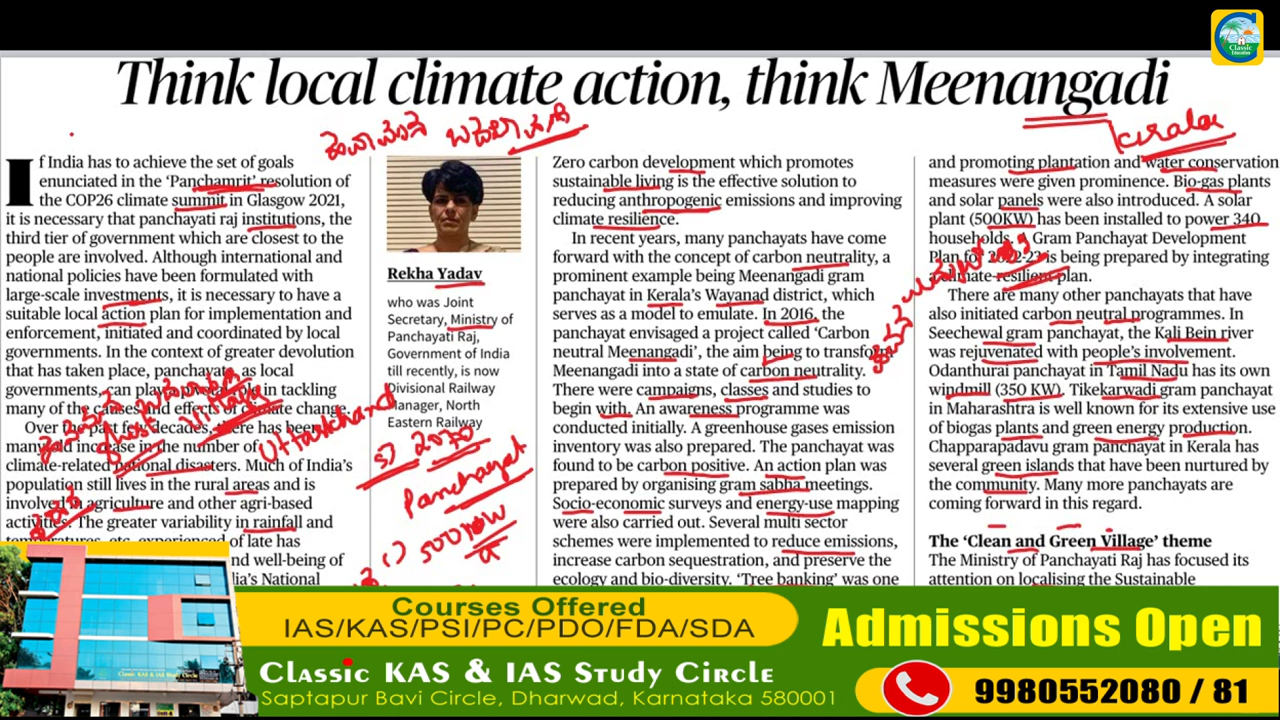 Classic
Education
Think local climate action, think Meenangadi
Kerala
If India has to achieve the set of goals
enunciated in the ‘Panchamrit’ resolution of
the COP26 climate summit in Glasgow 2021,
it is necessary that panchayati raj institutions, the
third tier of government which are closest to the
people are involved. Although international and
national policies have been formulated with
large-scale investments, it is necessary to have a
suitable local action plan for implementation and
enforcement, initiated and coordinated by local
governments. In the context of greater devolution
that has taken place, panchayats, as local
governments, can play a pivotal role in tackling
many of the causes and effects of climate change.
Over the past few decades, there has been
manyfold increase in the number of
climate-related national disasters. Much of India’s
population still lives in the rural areas and is
involved in agriculture and other agri-based
activities. The greater variability in rainfall and
temperatures, etc. experienced of late has
nd well-being of
ia’s National
Ghost Village
Uttarkhand
Rekha Yadav
who was Joint
Secretary, Ministry of
Panchayati Raj,
Government of India
till recently, is now
Divisional Railway
Manager, North
Eastern Railway
2070
Panchayat
500
Zero carbon development which promotes
sustainable living is the effective solution to
reducing anthropogenic emissions and improving
climate resilience.
In recent years, many panchayats have come
forward with the concept of carbon neutrality, a
prominent example being Meenangadi gram
panchayat in Kerala’s Wayanad district, which
serves as a model to emulate. In 2016, the
panchayat envisaged a project called ‘Carbon
neutral Meenangadi’, the aim being to transform
Meenangadi into a state of carbon neutrality.
There were campaigns, classes and studies to
begin with. An awareness programme was
conducted initially. A greenhouse gases emission
inventory was also prepared. The panchayat was
found to be carbon positive. An action plan was
prepared by organising gram sabha meetings.
Socio-economic surveys and energy-use mapping
were also carried out. Several multi sector
schemes were implemented to reduce emissions,
increase carbon sequestration, and preserve the
ecology and bio-diversity. ‘Tree banking’ was one
and promoting plantation and water conservation
measures were given prominence. Bio-gas plants
and solar panels were also introduced. A solar
plant (500KW) has been installed to power 340
households. A Gram Panchayat Development
Plan for 2022-23 is being prepared by integrating
a climate resilient plan.
There are many other panchayats that have
also initiated carbon neutral programmes. In
Seechewal gram panchayat, the Kali Bein river
was rejuvenated with people’s involvement.
Odanthurai panchayat in Tamil Nadu has its own
windmill (350 KW). Tikekarwadi gram panchayat
in Maharashtra is well known for its extensive use
of biogas plants and green energy production.
Chapparapadavu gram panchayat in Kerala has
several green islands that have been nurtured by
the community. Many more panchayats are
coming forward in this regard.
The ‘Clean and Green Village’ theme
The Ministry of Panchayati Raj has focused its
attention on localising the Sustainable
Courses Offered
IAS/KAS/PSI/PC/PDO/FDA/SDA
Classic KAS & IAS Study Circle
Saptapur Bavi Circle, Dharwad, Karnataka 580001
Admissions Open
9980552080 / 81